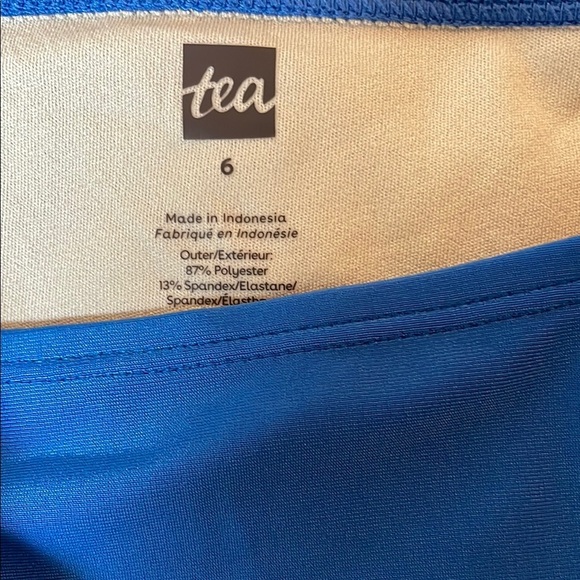 tea
6
Made in Indonesia
Fabriqué en Indonésie
Outer/Extérieur:
87% Polyester
13% Spandex/Elastane/